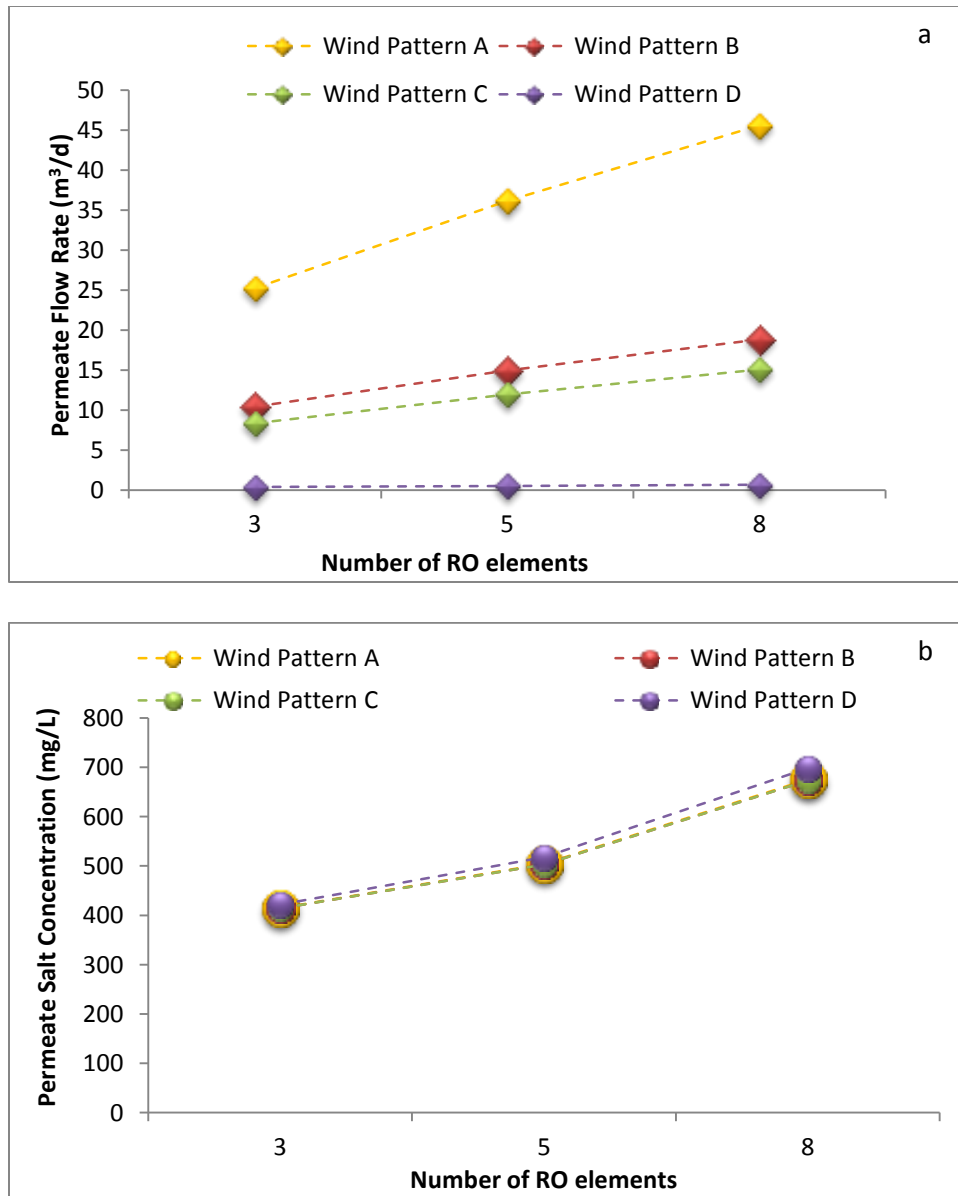 a
Wind Pattern A Wind Pattern B
Wind Pattern C Wind Pattern D
Permeate Flow Rate (m³/d)
50
45
40
35
30
25
20
15
10
5
0
3 5 8
Number of RO elements
b
Wind Pattern A Wind Pattern B
Wind Pattern C Wind Pattern D
Permeate Salt Concentration (mg/L)
800
700
600
500
400
300
200
100
0
3 5 8
Number of RO elements